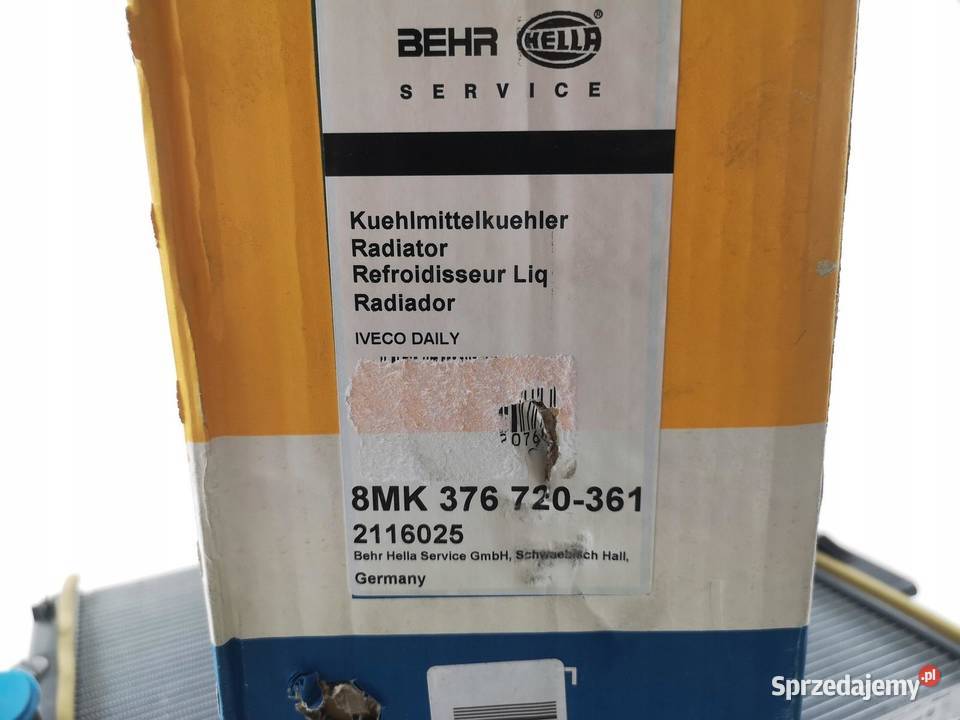 BEHR HELLA®
SERVICE
Kuehlmittelkuehler
Radiator
Refroidisseur Liq
Radiador
IVECO DAILY
8MK 376 720-361
2116025
Behr Hella Service GmbH, Schwaebisch Hall,
Germany
Sprzedajemy.pl